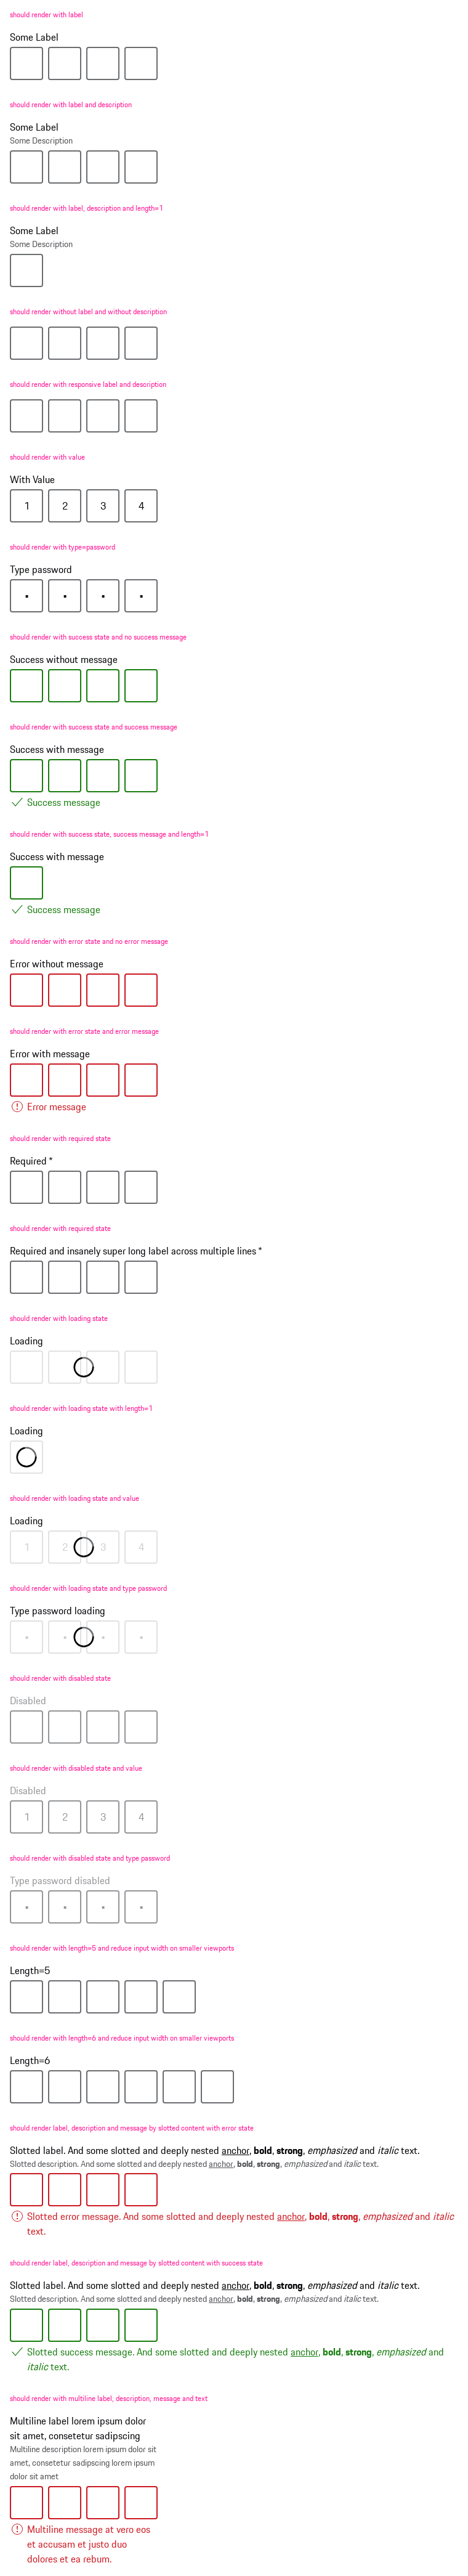 should render with label
Some Label
should render with label and description
Some Label
Some Description
should render with label, description and length=1
Some Label
Some Description
should render without label and without description
should render with responsive label and description
should render with value
With Value
1 2 3 4
should render with type=password
Type password
should render with success state and no success message
Success without message
should render with success state and success message
Success with message
Success message
should render with success state, success message and length=1
Success with message
Success message
should render with error state and no error message
Error without message
should render with error state and error message
Error with message
Error message
should render with required state
Required *
should render with required state
Required and insanely super long label across multiple lines *
should render with loading state
Loading
should render with loading state with length=1
Loading
should render with loading state and value
Loading
1 2 3 4
should render with loading state and type password
Type password loading
should render with disabled state
Disabled
should render with disabled state and value
Disabled
1 2 3 4
should render with disabled state and type password
Type password disabled
should render with length=5 and reduce input width on smaller viewports
Length=5
should render with length=6 and reduce input width on smaller viewports
Length=6
should render label, description and message by slotted content with error state
Slotted label. And some slotted and deeply nested anchor, bold, strong, emphasized and italic text.
Slotted description. And some slotted and deeply nested anchor, bold, strong, emphasized and italic text.
Slotted error message. And some slotted and deeply nested anchor, bold, strong, emphasized and italic
text.
should render label, description and message by slotted content with success state
Slotted label. And some slotted and deeply nested anchor, bold, strong, emphasized and italic text.
Slotted description. And some slotted and deeply nested anchor, bold, strong, emphasized and italic text.
Slotted success message. And some slotted and deeply nested anchor, bold, strong, emphasized and
italic text.
should render with multiline label, description, message and text
Multiline label lorem ipsum dolor
sit amet, consetetur sadipscing
Multiline description lorem ipsum dolor sit
amet, consetetur sadipscing lorem ipsum
dolor sit amet
Multiline message at vero eos
et accusam et justo duo
dolores et ea rebum.